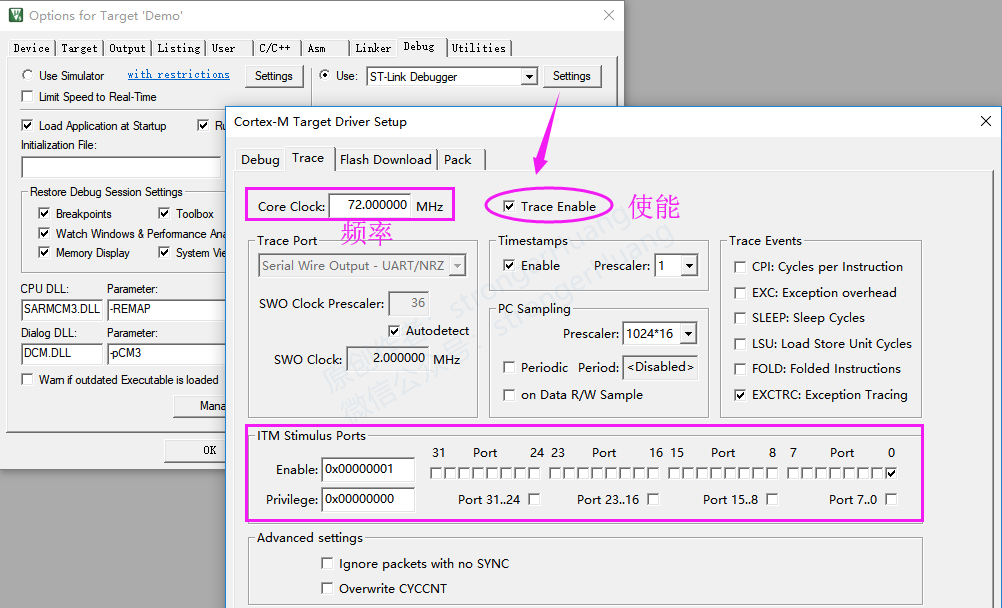 Options for Target 'Demo'
Device Target Output Listing User C/C++ Asm Linker Debug Utilities
Use Simulator with restrictions Settings Use: ST-Link Debugger Settings
Limit Speed to Real-Time
Load Application at Startup
Initialization File:
Restore Debug Session Settings
Breakpoints Toolbox
Watch Windows & Performance
Memory Display System
CPU DLL: Parameter:
SARMCM3.DLL -REMAP
Dialog DLL: Parameter:
DCM.DLL -pCM3
Warn if outdated Executable is loaded
OK
Cortex-M Target Driver Setup
Debug Trace Flash Download Pack
Core Clock: 72.000000 MHz Trace Enable 使能
频率
Trace Port
Serial Wire Output - UART/NRZ
SWO Clock Prescaler: 36
Autodetect
SWO Clock: 2.000000 MHz
Timestamps
Enable Prescaler: 1
PC Sampling
Prescaler: 1024*16
Periodic Period: <Disabled>
on Data R/W Sample
Trace Events
CPI: Cycles per Instruction
EXC: Exception overhead
SLEEP: Sleep Cycles
LSU: Load Store Unit Cycles
FOLD: Folded Instructions
EXCTRC: Exception Tracing
ITM Stimulus Ports
31 Port 24 23 Port 16 15 Port 8 7 Port 0
Enable: 0x00000001
Privilege: 0x00000000 Port 31..24 Port 23..16 Port 15..8 Port 7..0
Advanced settings
Ignore packets with no SYNC
Overwrite CYCCNT